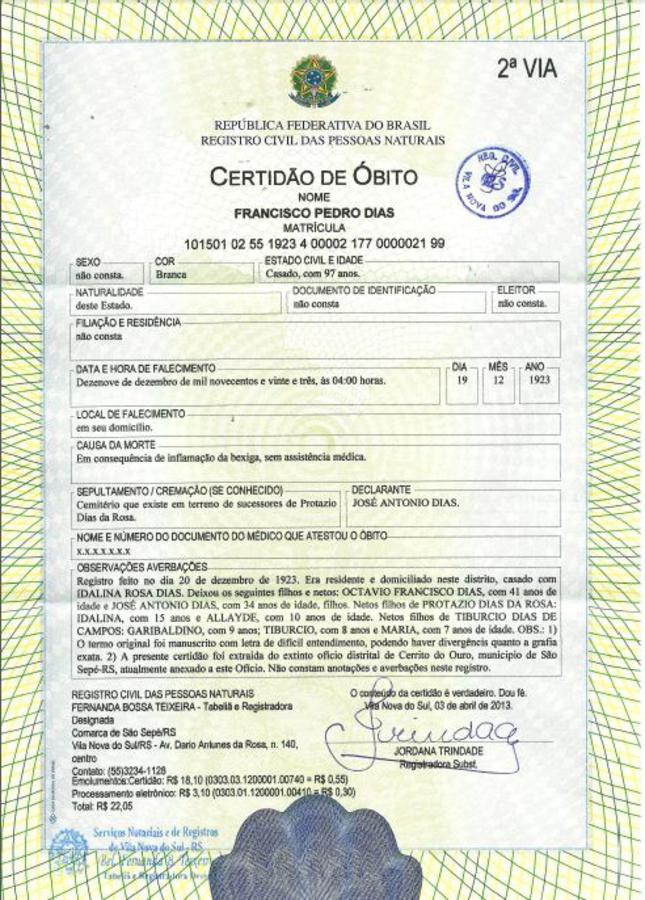 2ª VIA
REPÚBLICA FEDERATIVA DO BRASIL
REGISTRO CIVIL DAS PESSOAS NATURAIS
REG. CIVIL
VILA NOVA DO SUL
CERTIDÃO DE ÓBITO
NOME
FRANCISCO PEDRO DIAS
MATRÍCULA
101501 02 55 1923 4 00002 177 0000021 99
SEXO
não consta.
COR
Branca
ESTADO CIVIL E IDADE
Casado, com 97 anos.
NATURALIDADE
deste Estado.
DOCUMENTO DE IDENTIFICAÇÃO
não consta
ELEITOR
não consta.
FILIAÇÃO E RESIDÊNCIA
não consta
DATA E HORA DE FALECIMENTO
Dezenove de dezembro de mil novecentos e vinte e três, às 04:00 horas.
DIA
19
MÊS
12
ANO
1923
LOCAL DE FALECIMENTO
em seu domicílio.
CAUSA DA MORTE
Em consequência de inflamação da bexiga, sem assistência médica.
SEPULTAMENTO / CREMAÇÃO (SE CONHECIDO)
Cemitério que existe em terreno de sucessores de Protazio
Dias da Rosa.
DECLARANTE
JOSÉ ANTONIO DIAS.
NOME E NÚMERO DO DOCUMENTO DO MÉDICO QUE ATESTOU O ÓBITO
x.x.x.x.x.x.x
OBSERVAÇÕES AVERBAÇÕES
Registro feito no dia 20 de dezembro de 1923. Era residente e domiciliado neste distrito, casado com
IDALINA ROSA DIAS. Deixou os seguintes filhos e netos: OCTAVIO FRANCISCO DIAS, com 41 anos de
idade e JOSÉ ANTONIO DIAS, com 34 anos de idade, filhos. Netos filhos de PROTAZIO DIAS DA ROSA:
IDALINA, com 15 anos e ALLAYDE, com 10 anos de idade. Netos filhos de TIBURCIO DIAS DE
CAMPOS: GARIBALDINO, com 9 anos; TIBURCIO, com 8 anos e MARIA, com 7 anos de idade. OBS.: 1)
O termo original foi manuscrito com letra de difícil entendimento, podendo haver divergência quanto a grafia
exata. 2) A presente certidão foi extraída do extinto ofício distrital de Cerrito do Ouro, município de São
Sepé-RS, atualmente anexado a este Ofício. Não constam anotações e averbações neste registro.
REGISTRO CIVIL DAS PESSOAS NATURAIS
FERNANDA BOSSA TEIXEIRA - Tabeliã e Registradora
Designada
Comarca de São Sepé/RS
Vila Nova do Sul/RS - Av. Dario Antunes da Rosa, n. 140,
centro
Contato: (55)3234-1128
Emolumentos:Certidão: R$ 18,10 (0303.03.1200001.00740 = R$ 0,55)
Processamento eletrônico: R$ 3,10 (0303.01.1200001.00410 = R$ 0,30)
Total: R$ 22,05
O conteúdo da certidão é verdadeiro. Dou fé.
Vila Nova do Sul, 03 de abril de 2013.
JTrindade
JORDANA TRINDADE
Registradora Subst.
Serviços Notariais e de Registros
de Vila Nova do Sul - RS
Bel. Fernanda B. Teixeira
Tabeliã e Registradora